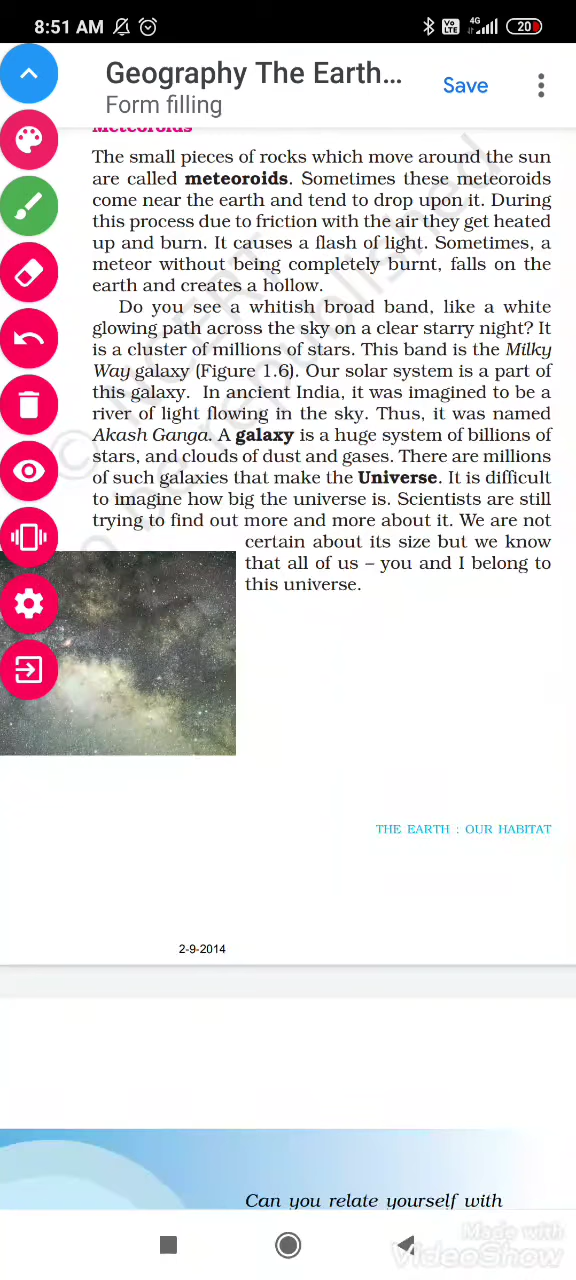 8:51 AM
Vo LTE 4G 20
Geography The Earth...
Save
Form filling
Meteoroids
The small pieces of rocks which move around the sun
are called meteoroids. Sometimes these meteoroids
come near the earth and tend to drop upon it. During
this process due to friction with the air they get heated
up and burn. It causes a flash of light. Sometimes, a
meteor without being completely burnt, falls on the
earth and creates a hollow.
Do you see a whitish broad band, like a white
glowing path across the sky on a clear starry night? It
is a cluster of millions of stars. This band is the Milky
Way galaxy (Figure 1.6). Our solar system is a part of
this galaxy. In ancient India, it was imagined to be a
river of light flowing in the sky. Thus, it was named
Akash Ganga. A galaxy is a huge system of billions of
stars, and clouds of dust and gases. There are millions
of such galaxies that make the Universe. It is difficult
to imagine how big the universe is. Scientists are still
trying to find out more and more about it. We are not
certain about its size but we know
that all of us – you and I belong to
this universe.
© NCERT
republished
THE EARTH : OUR HABITAT
2-9-2014
Can you relate yourself with
Made with
VideoShow